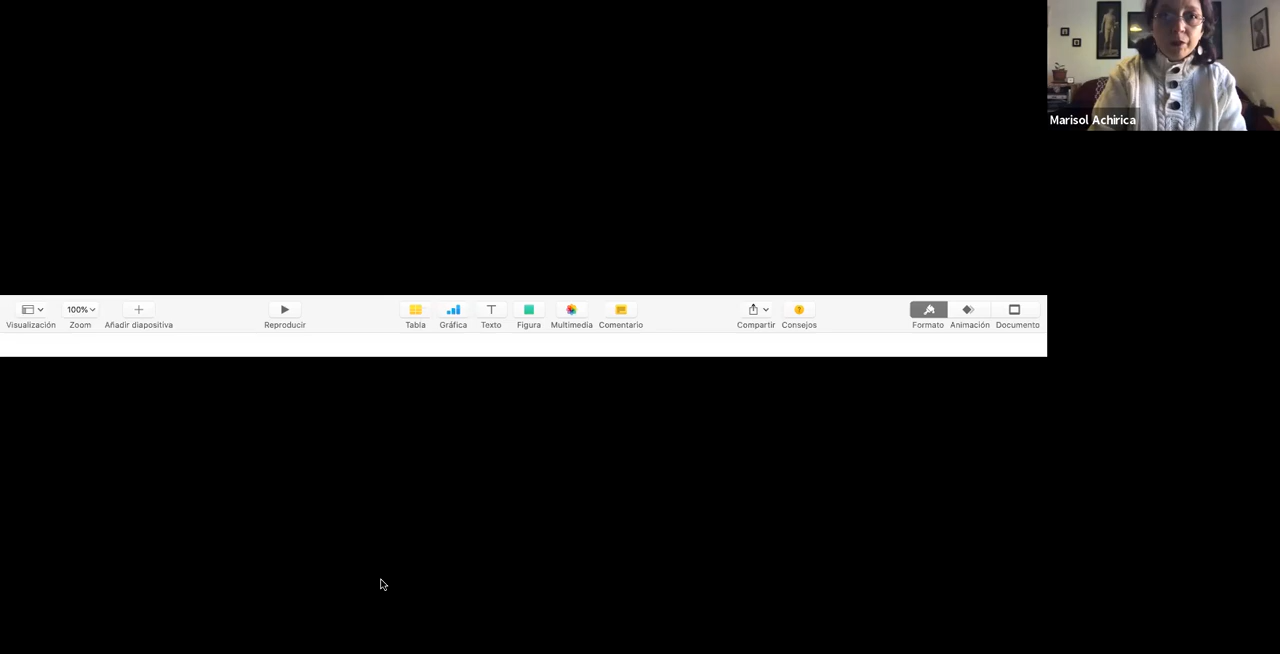 Marisol Achirica
100%
Visualización Zoom Añadir diapositiva Reproducir Tabla Gráfica Texto Figura Multimedia Comentario Compartir Consejos Formato Animación Documento